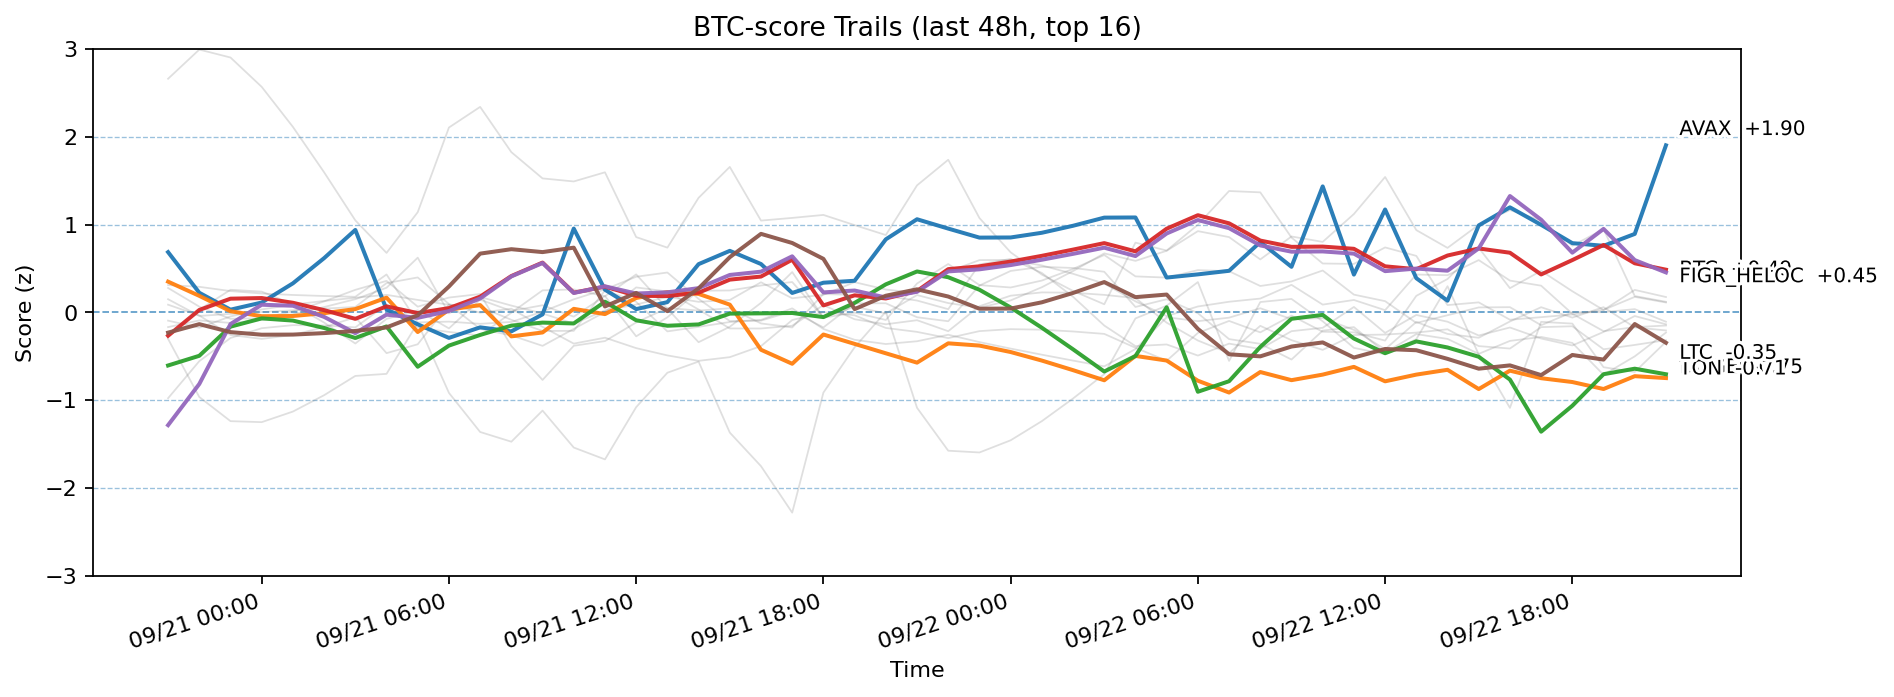 BTC-score Trails (last 48h, top 16)
Score (z)
3
2
1
0
−1
−2
−3
AVAX +1.90
FIGR_HELOC +0.45
LTC -0.35
TON -0.71
09/21 00:00
09/21 06:00
09/21 12:00
09/21 18:00
09/22 00:00
09/22 06:00
09/22 12:00
09/22 18:00
Time